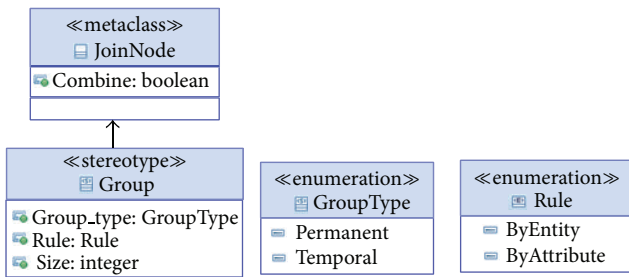 ≪metaclass≫
JoinNode
Combine: boolean
≪stereotype≫
Group
Group_type: GroupType
Rule: Rule
Size: integer
≪enumeration≫
GroupType
Permanent
Temporal
≪enumeration≫
Rule
ByEntity
ByAttribute